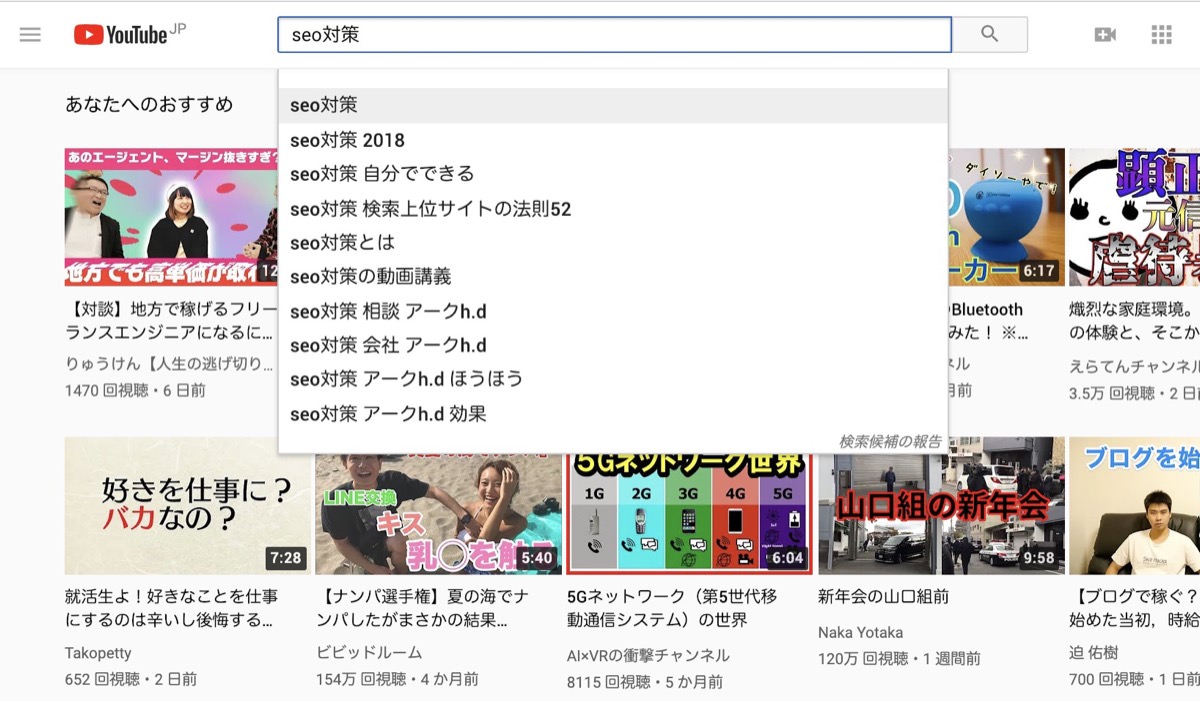 YouTube JP
seo対策
あなたへのおすすめ
seo対策
seo対策 2018
seo対策 自分でできる
seo対策 検索上位サイトの法則52
seo対策とは
seo対策の動画講義
seo対策 相談 アークh.d
seo対策 会社 アークh.d
seo対策 アークh.d ほうほう
seo対策 アークh.d 効果
検索候補の報告
あのエージェント、マージン抜きすぎ?
地方でも高単価が取れ
12
【対談】地方で稼げるフリー
ランスエンジニアになるに...
りゅうけん【人生の逃げ切り...
1470 回視聴・6 日前
ダイソーやで!
ーカー
6:17
Bluetooth
みた！ ※...
ネル
月前
顕正
元信
虐待
熾烈な家庭環境。
の体験と、そこか
えらてんチャンネル
3.5万 回視聴・2 日前
好きを仕事に？
バカなの？
7:28
就活生よ！好きなことを仕事
にするのは辛いし後悔する...
Takopetty
652 回視聴・2 日前
LINE交換
キス
乳◯を触
5:40
【ナンパ選手権】夏の海でナ
ンパしたがまさかの結果...
ビビッドルーム
154万 回視聴・4 か月前
5Gネットワーク世界
1G 2G 3G 4G 5G
6:04
5Gネットワーク（第5世代移
動通信システム）の世界
AI×VRの衝撃チャンネル
8115 回視聴・5 か月前
山口組の新年会
9:58
新年会の山口組前
Naka Yotaka
120万 回視聴・1 週間前
ブログを始
【ブログで稼ぐ？
始めた当初，時給
迫 佑樹
700 回視聴・1 日前